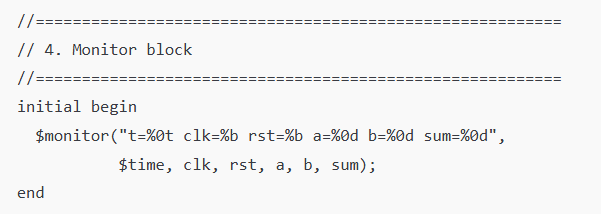 //=========================================================
// 4. Monitor block
//=========================================================
initial begin
  $monitor("t=%0t clk=%b rst=%b a=%0d b=%0d sum=%0d",
           $time, clk, rst, a, b, sum);
end